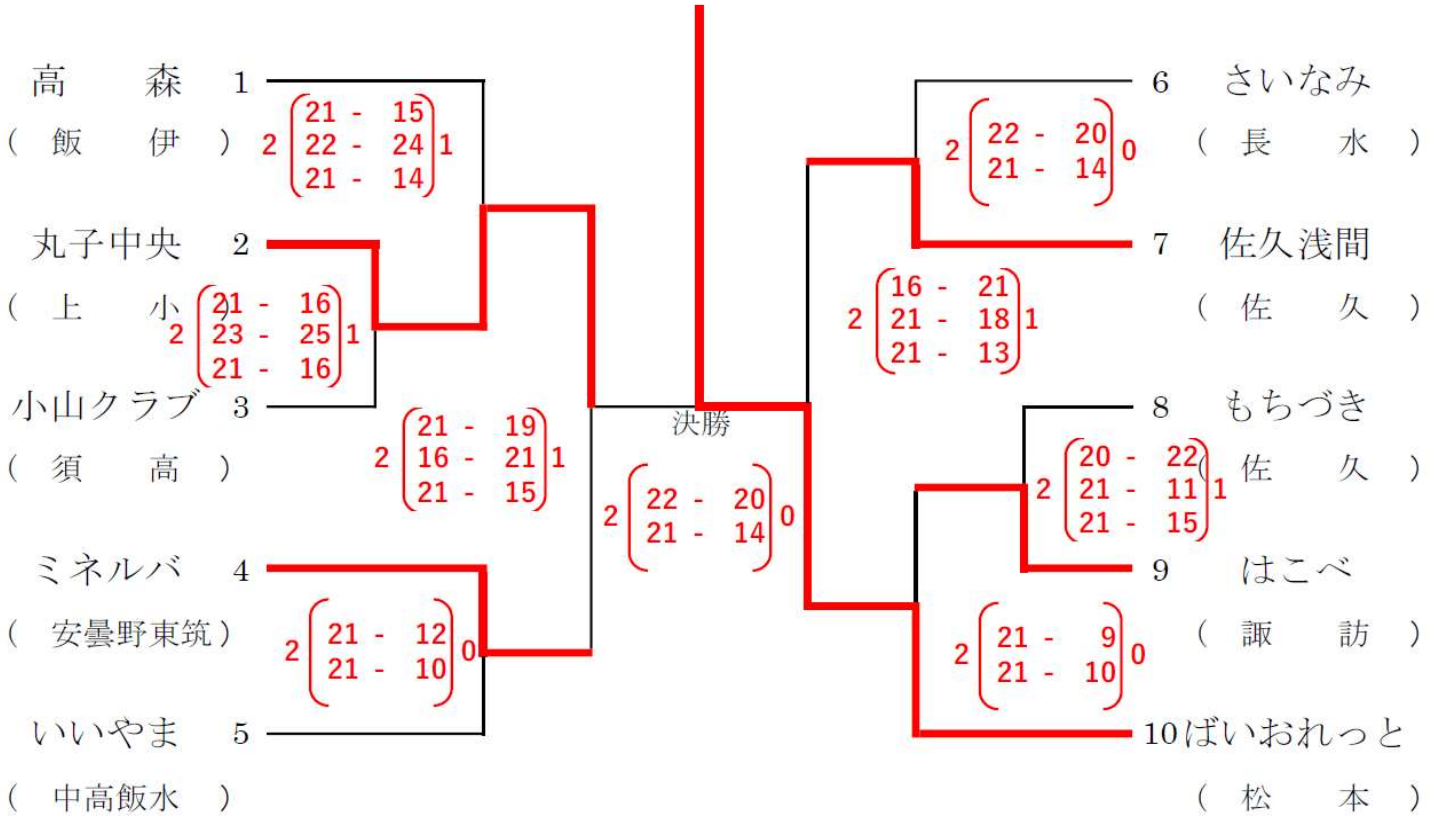 高 森 1
( 飯 伊 )
2 21 - 15 1
22 - 24
21 - 14
丸子中央 2
( 上 小 )
2 21 - 16 1
23 - 25
21 - 16
小山クラブ 3
( 須 高 )
2 21 - 19 1
16 - 21
21 - 15
ミネルバ 4
( 安曇野東筑 )
2 21 - 12 0
21 - 10
いいやま 5
( 中高飯水 )
決勝
2 22 - 20 0
21 - 14
6 さいなみ
( 長 水 )
2 22 - 20 0
21 - 14
7 佐久浅間
( 佐 久 )
2 16 - 21 1
21 - 18
21 - 13
8 もちづき
( 佐 久 )
2 20 - 22 1
21 - 11
21 - 15
9 はこべ
( 諏 訪 )
2 21 - 9 0
21 - 10
10 ばいおれっと
( 松 本 )